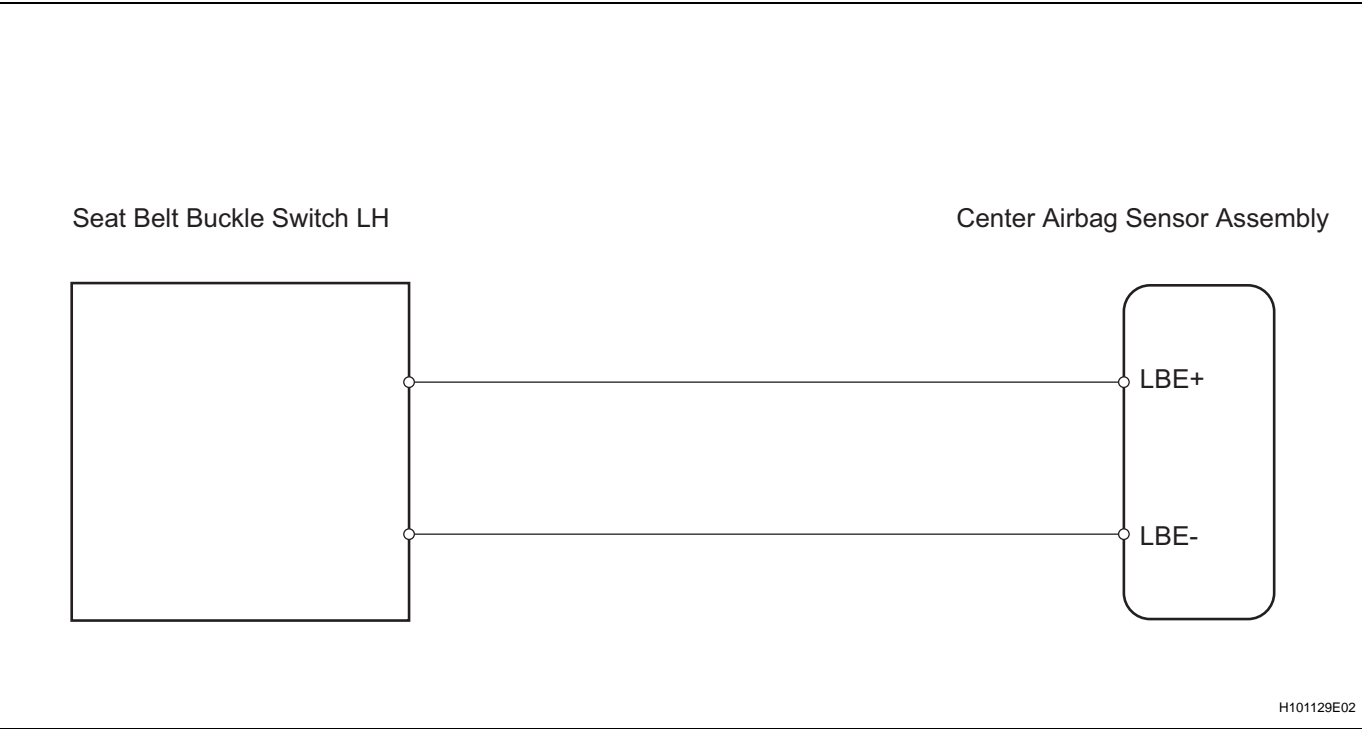 Seat Belt Buckle Switch LH
Center Airbag Sensor Assembly
LBE+
LBE-
H101129E02